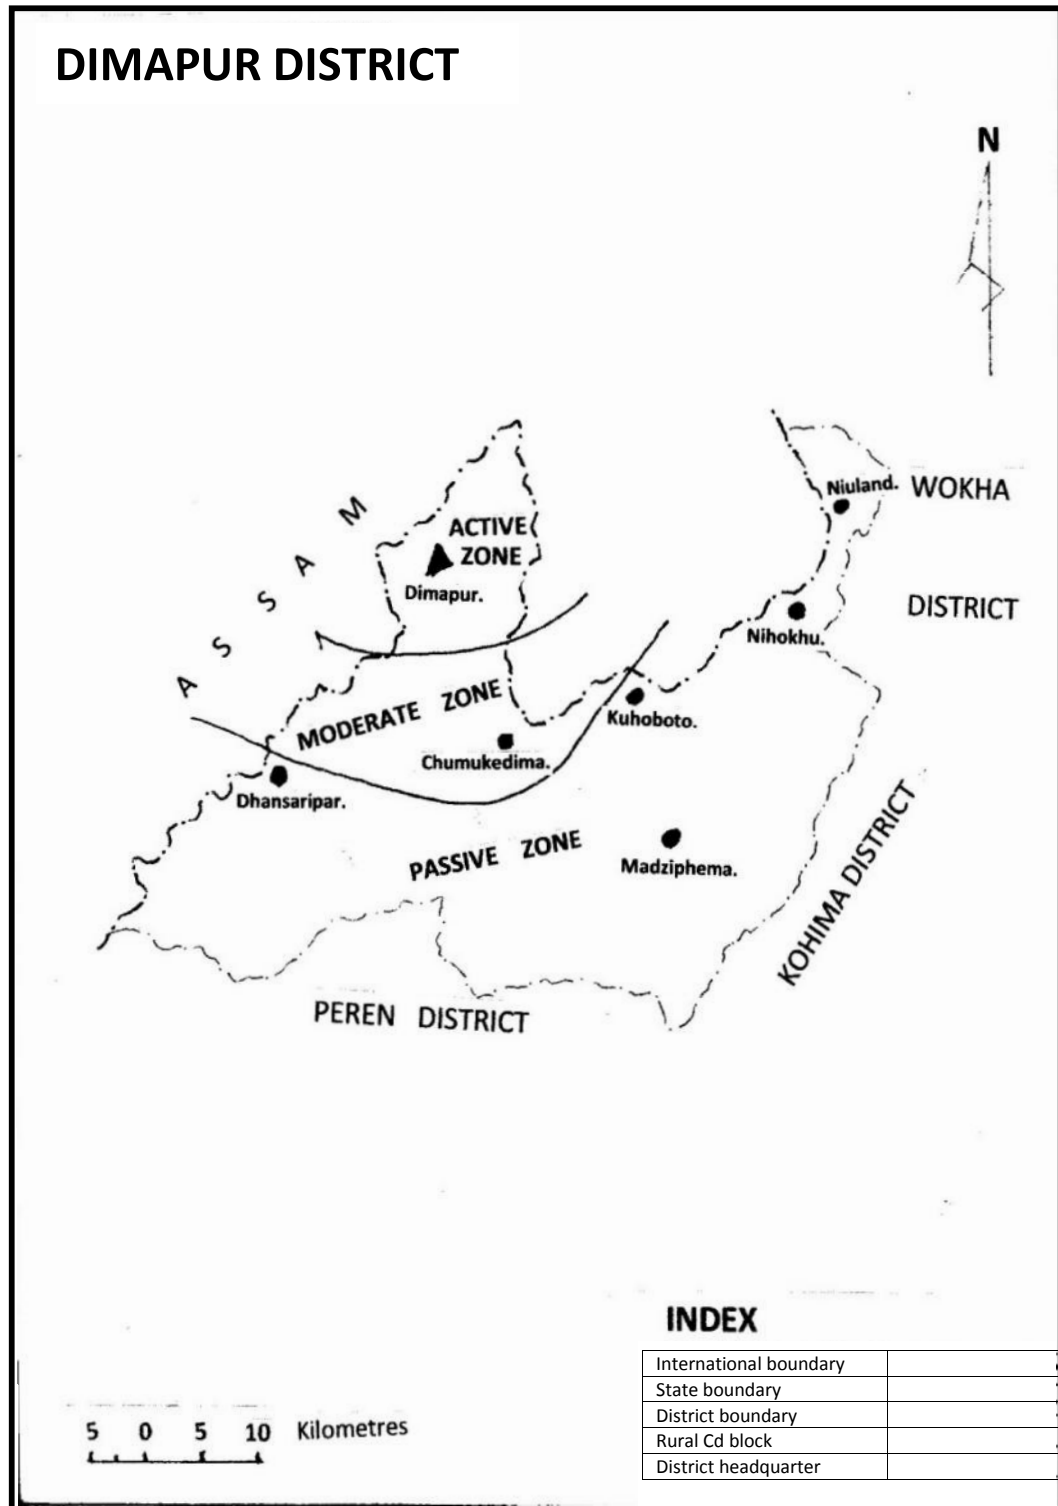 DIMAPUR DISTRICT
N
ASSAM
ACTIVE
ZONE
Dimapur.
Niuland.
WOKHA
DISTRICT
Nihokhu.
MODERATE ZONE
Kuhoboto.
Chumukedima.
Dhansaripar.
PASSIVE ZONE
Madziphema.
KOHIMA DISTRICT
PEREN DISTRICT
INDEX
International boundary
State boundary
District boundary
Rural Cd block
District headquarter
5 0 5 10 Kilometres